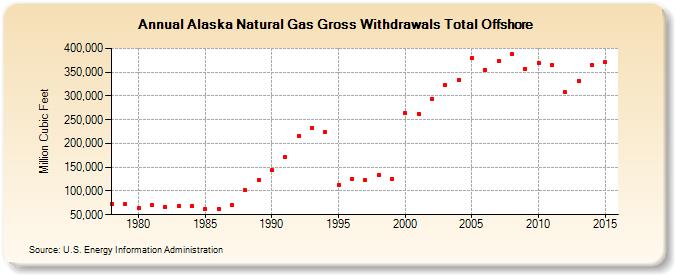 Annual Alaska Natural Gas Gross Withdrawals Total Offshore
Million Cubic Feet
400,000
350,000
300,000
250,000
200,000
150,000
100,000
50,000
1980 1985 1990 1995 2000 2005 2010 2015
Source: U.S. Energy Information Administration